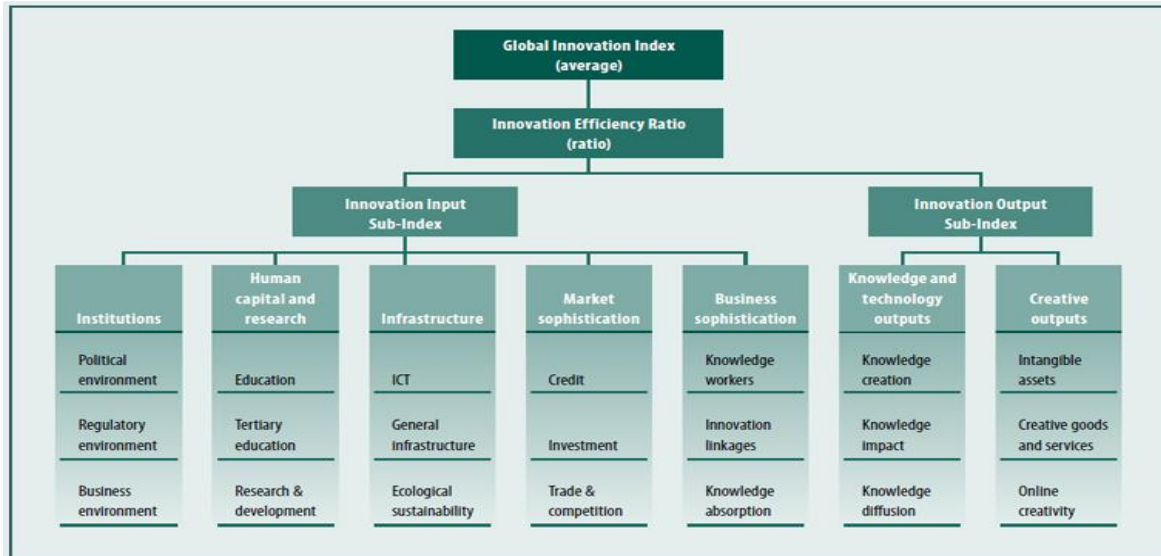 Global Innovation Index
(average)
Innovation Efficiency Ratio
(ratio)
Innovation Input
Sub-Index
Innovation Output
Sub-Index
Institutions
Human
capital and
research
Infrastructure
Market
sophistication
Business
sophistication
Knowledge and
technology
outputs
Creative
outputs
Political
environment
Education
ICT
Credit
Knowledge
workers
Knowledge
creation
Intangible
assets
Regulatory
environment
Tertiary
education
General
infrastructure
Investment
Innovation
linkages
Knowledge
impact
Creative goods
and services
Business
environment
Research &
development
Ecological
sustainability
Trade &
competition
Knowledge
absorption
Knowledge
diffusion
Online
creativity